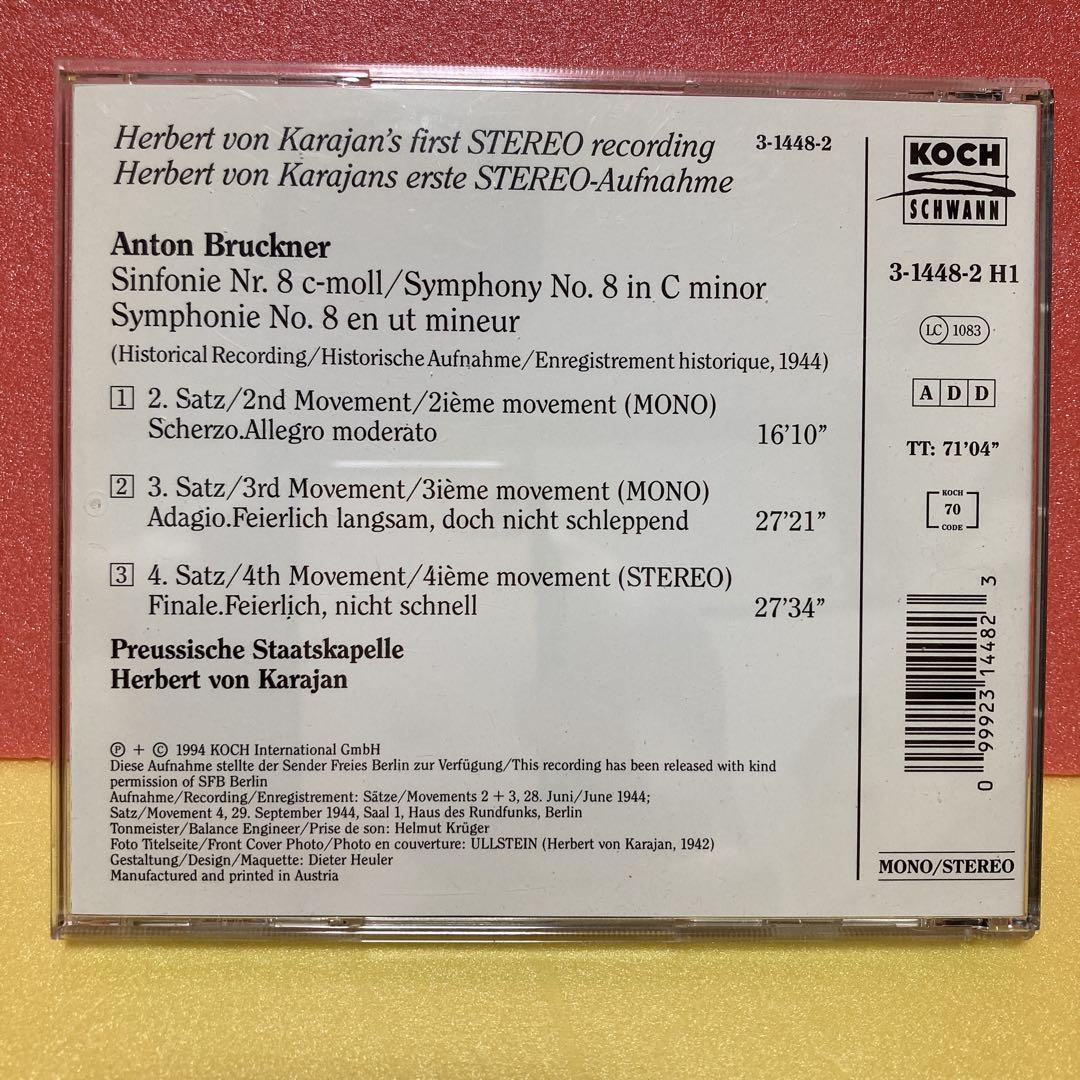 Herbert von Karajan's first STEREO recording 3-1448-2
Herbert von Karajans erste STEREO-Aufnahme
Anton Bruckner
Sinfonie Nr. 8 c-moll/Symphony No. 8 in C minor
Symphonie No. 8 en ut mineur
(Historical Recording/Historische Aufnahme/Enregistrement historique, 1944)
1 2. Satz/2nd Movement/2ième movement (MONO)
Scherzo.Allegro moderato 16'10”
2 3. Satz/3rd Movement/3ième movement (MONO)
Adagio.Feierlich langsam, doch nicht schleppend 27'21”
3 4. Satz/4th Movement/4ième movement (STEREO)
Finale.Feierlich, nicht schnell 27'34”
Preussische Staatskapelle
Herbert von Karajan
℗ + © 1994 KOCH International GmbH
Diese Aufnahme stellte der Sender Freies Berlin zur Verfügung/This recording has been released with kind
permission of SFB Berlin
Aufnahme/Recording/Enregistrement: Sätze/Movements 2 + 3, 28. Juni/June 1944;
Satz/Movement 4, 29. September 1944, Saal 1, Haus des Rundfunks, Berlin
Tonmeister/Balance Engineer/Prise de son: Helmut Krüger
Foto Titelseite/Front Cover Photo/Photo en couverture: ULLSTEIN (Herbert von Karajan, 1942)
Gestaltung/Design/Maquette: Dieter Heuler
Manufactured and printed in Austria
KOCH
SCHWANN
3-1448-2 H1
LC 1083
A D D
TT: 71'04”
KOCH
70
CODE
0 99923 14482 3
MONO/STEREO